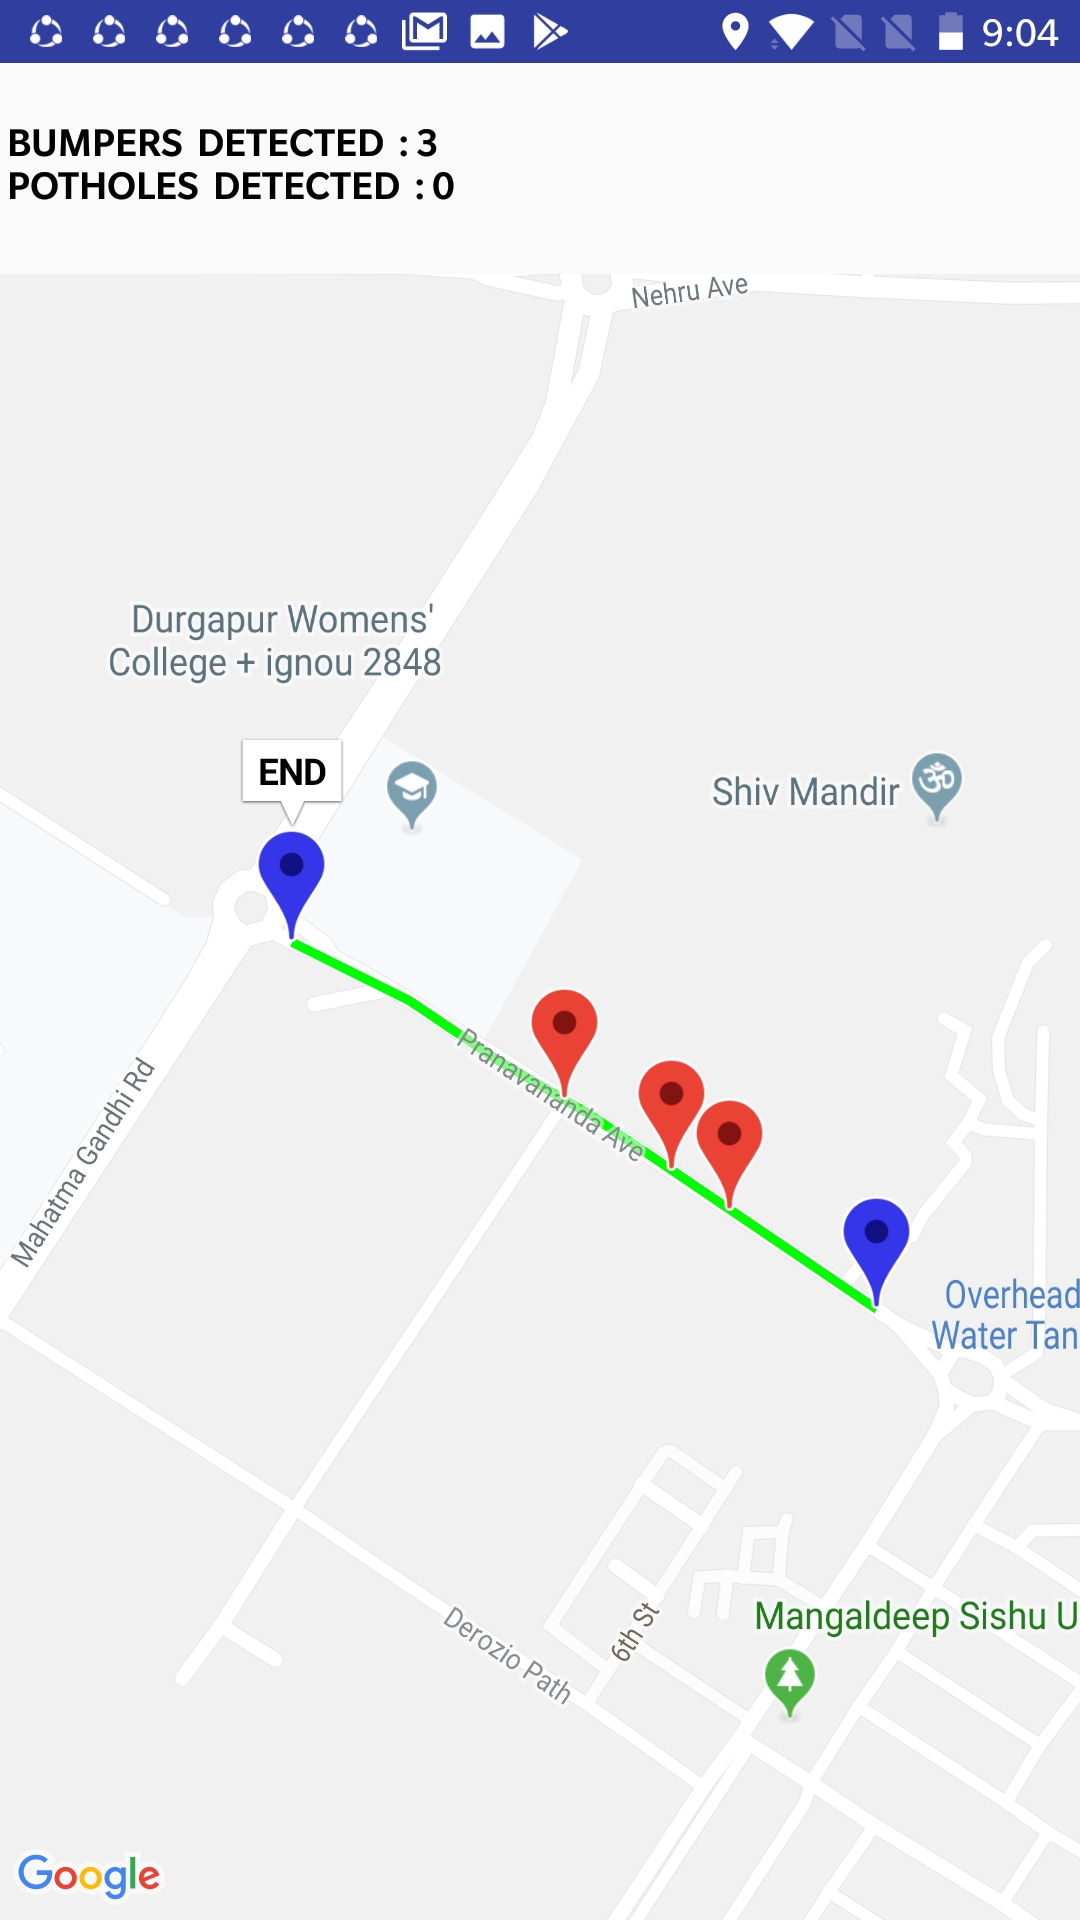 9:04
BUMPERS DETECTED : 3
POTHOLES DETECTED : 0
Nehru Ave
Durgapur Womens'
College + ignou 2848
END
Shiv Mandir
Pranavananda Ave
Mahatma Gandhi Rd
Overhead
Water Tan
Mangaldeep Sishu U
6th St
Derozio Path
Google